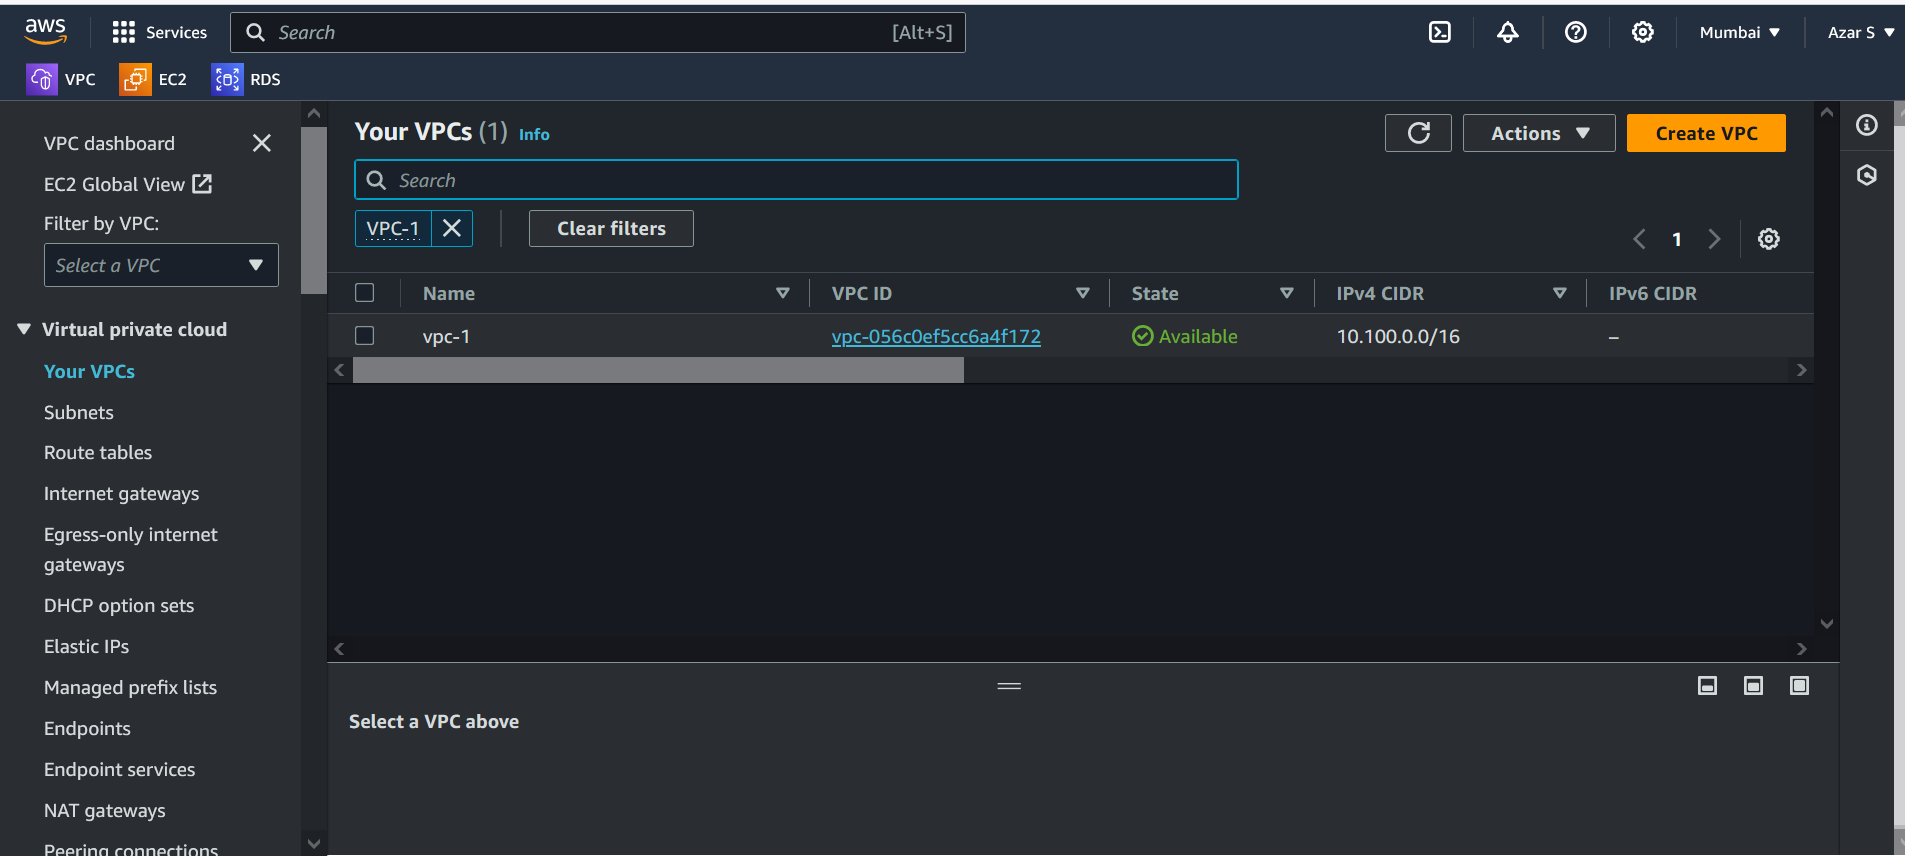 aws Services Search [Alt+S] Mumbai Azar S
VPC EC2 RDS
VPC dashboard
EC2 Global View
Filter by VPC:
Select a VPC
Virtual private cloud
Your VPCs
Subnets
Route tables
Internet gateways
Egress-only internet
gateways
DHCP option sets
Elastic IPs
Managed prefix lists
Endpoints
Endpoint services
NAT gateways
Peering connections
Your VPCs (1) Info
Actions Create VPC
Search
VPC-1 Clear filters
1
Name VPC ID State IPv4 CIDR IPv6 CIDR
vpc-1 vpc-056c0ef5cc6a4f172 Available 10.100.0.0/16 –
Select a VPC above